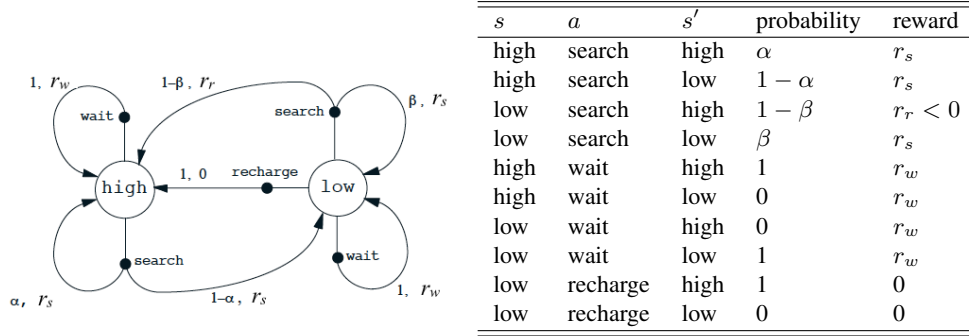 1, r_w
wait
1−β, r_r
search
β, r_s
1, 0
recharge
high
low
search
wait
α, r_s
1−α, r_s
1, r_w
s a s′ probability reward
high search high α r_s
high search low 1 − α r_s
low search high 1 − β r_r < 0
low search low β r_s
high wait high 1 r_w
high wait low 0 r_w
low wait high 0 r_w
low wait low 1 r_w
low recharge high 1 0
low recharge low 0 0